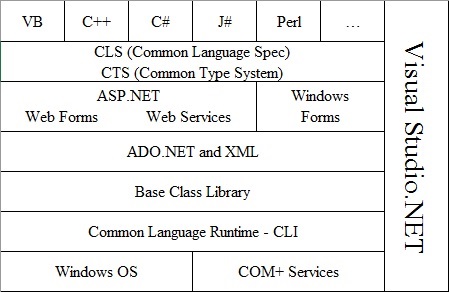 VB C++ C# J# Perl ...
CLS (Common Language Spec)
CTS (Common Type System)
ASP.NET Windows
Web Forms Web Services Forms
ADO.NET and XML
Base Class Library
Common Language Runtime - CLI
Windows OS COM+ Services
Visual Studio.NET